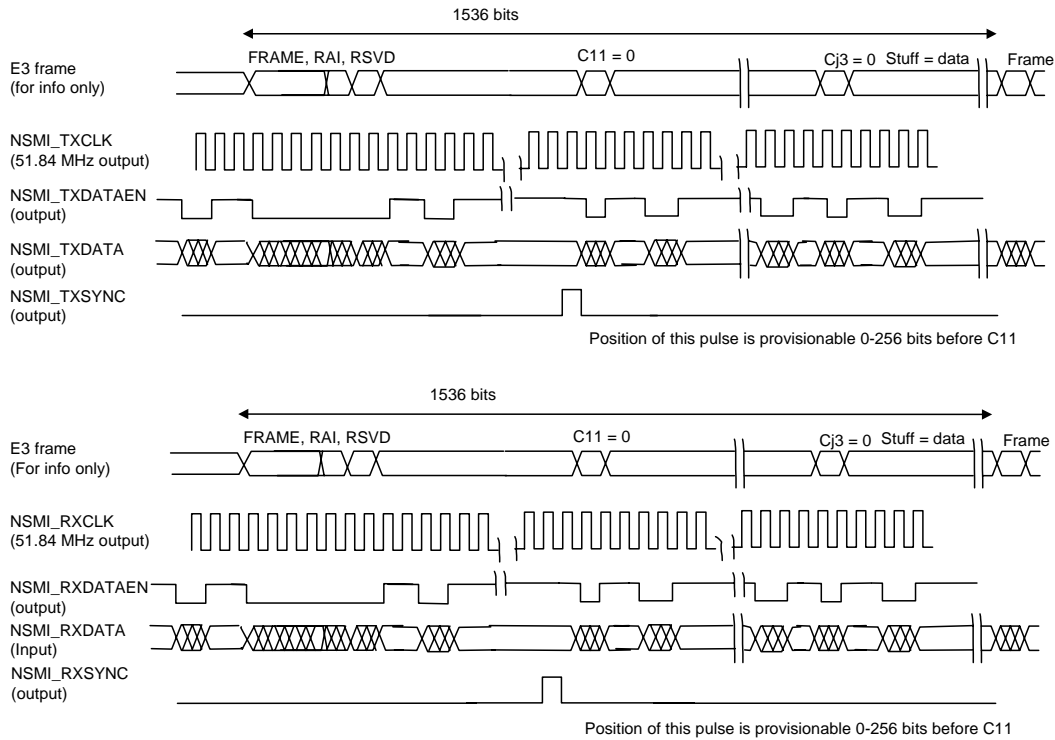 1536 bits
FRAME, RAI, RSVD C11 = 0 Cj3 = 0 Stuff = data Frame
E3 frame
(for info only)
NSMI_TXCLK
(51.84 MHz output)
NSMI_TXDATAEN
(output)
NSMI_TXDATA
(output)
NSMI_TXSYNC
(output)
Position of this pulse is provisionable 0-256 bits before C11
1536 bits
FRAME, RAI, RSVD C11 = 0 Cj3 = 0 Stuff = data Frame
E3 frame
(For info only)
NSMI_RXCLK
(51.84 MHz output)
NSMI_RXDATAEN
(output)
NSMI_RXDATA
(Input)
NSMI_RXSYNC
(output)
Position of this pulse is provisionable 0-256 bits before C11